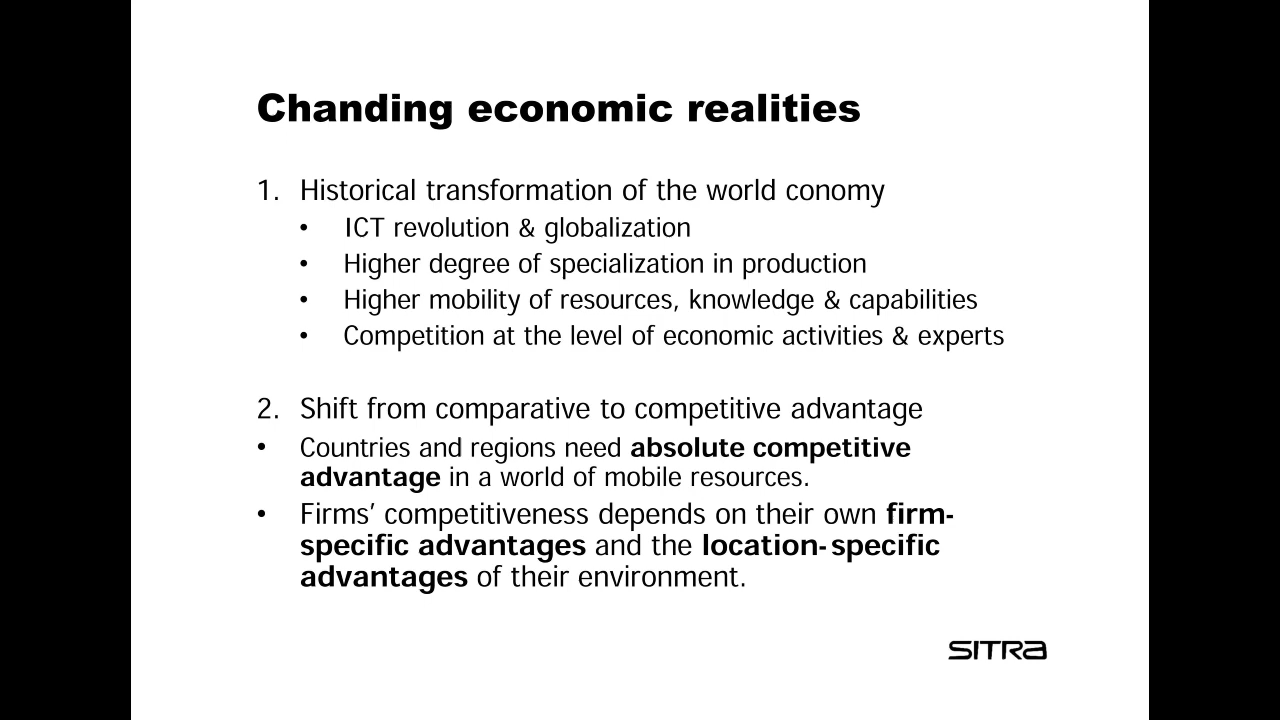 Chanding economic realities
1. Historical transformation of the world conomy
• ICT revolution & globalization
• Higher degree of specialization in production
• Higher mobility of resources, knowledge & capabilities
• Competition at the level of economic activities & experts
2. Shift from comparative to competitive advantage
• Countries and regions need absolute competitive
advantage in a world of mobile resources.
• Firms’ competitiveness depends on their own firm-
specific advantages and the location-specific
advantages of their environment.
SITRA